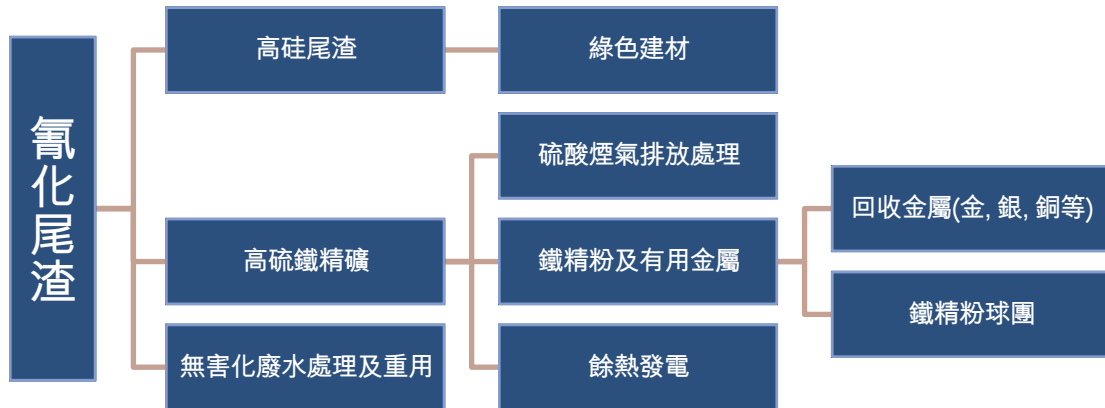 氰化尾渣
高硅尾渣
綠色建材
硫酸煙氣排放處理
高硫鐵精礦
鐵精粉及有用金屬
回收金屬(金, 銀, 銅等)
鐵精粉球團
無害化廢水處理及重用
餘熱發電